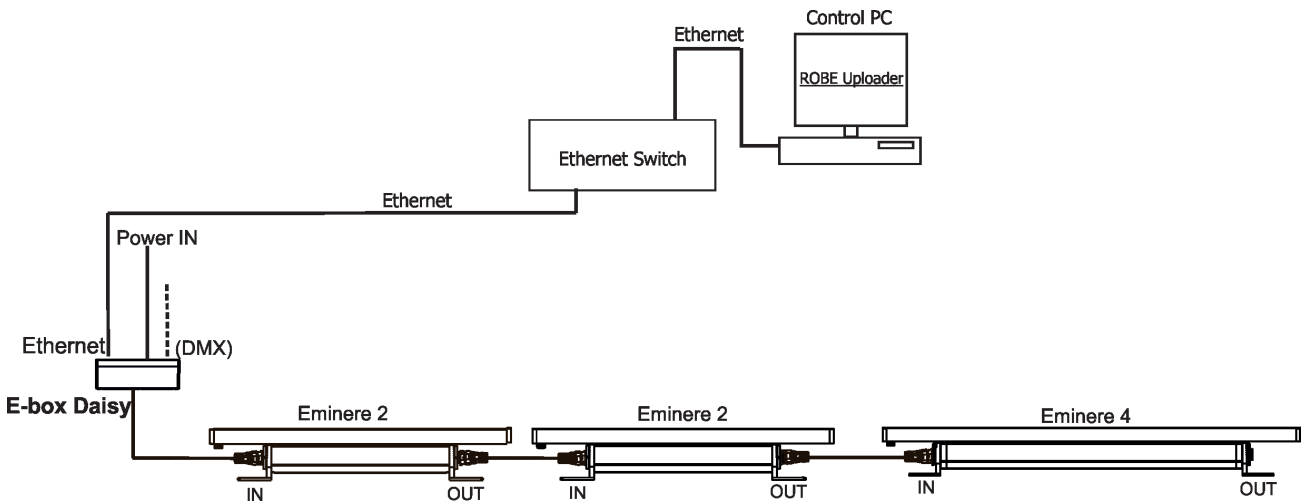 Control PC
Ethernet
ROBE Uploader
Ethernet Switch
Ethernet
Power IN
Ethernet
(DMX)
E-box Daisy
Eminere 2
Eminere 2
Eminere 4
IN
OUT
IN
OUT
IN
OUT